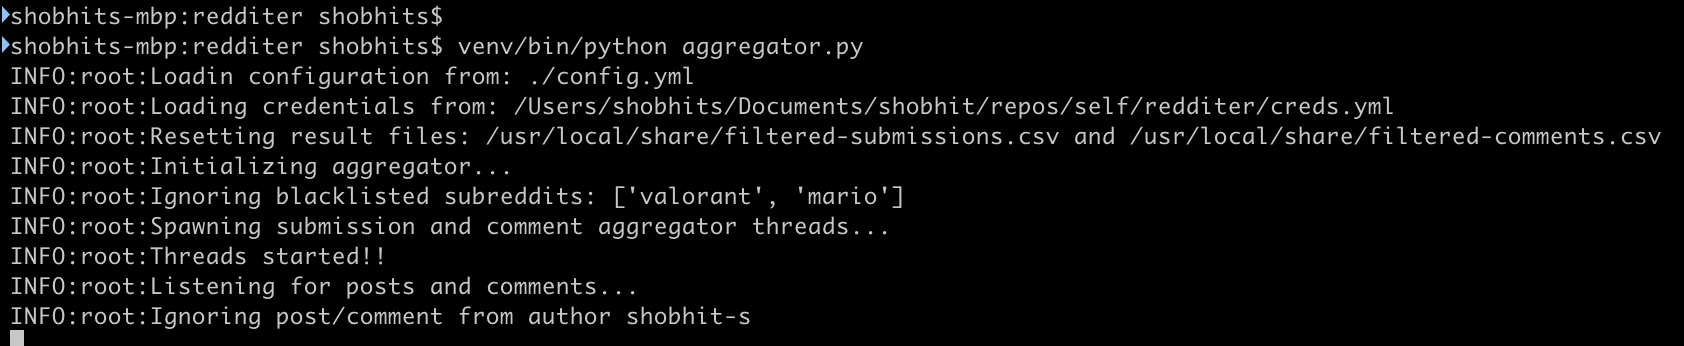 shobhits-mbp:redditer shobhits$
shobhits-mbp:redditer shobhits$ venv/bin/python aggregator.py
INFO:root:Loadin configuration from: ./config.yml
INFO:root:Loading credentials from: /Users/shobhits/Documents/shobhit/repos/self/redditer/creds.yml
INFO:root:Resetting result files: /usr/local/share/filtered-submissions.csv and /usr/local/share/filtered-comments.csv
INFO:root:Initializing aggregator...
INFO:root:Ignoring blacklisted subreddits: ['valorant', 'mario']
INFO:root:Spawning submission and comment aggregator threads...
INFO:root:Threads started!!
INFO:root:Listening for posts and comments...
INFO:root:Ignoring post/comment from author shobhit-s